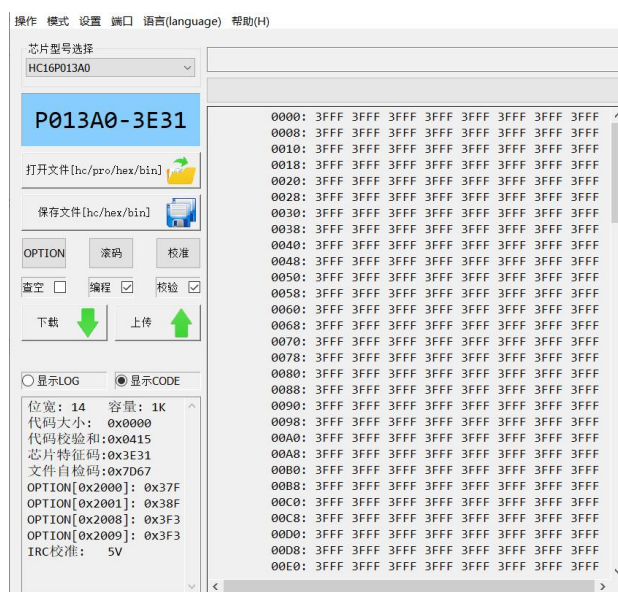 操作 模式 设置 端口 语言(language) 帮助(H)
芯片型号选择
HC16P013A0
P013A0-3E31
打开文件[hc/pro/hex/bin]
保存文件[hc/hex/bin]
OPTION 滚码 校准
查空 编程 校验
下载 上传
显示LOG 显示CODE
位宽: 14 容量: 1K
代码大小: 0x0000
代码校验和:0x0415
芯片特征码:0x3E31
文件自检码:0x7D67
OPTION[0x2000]: 0x37F
OPTION[0x2001]: 0x38F
OPTION[0x2008]: 0x3F3
OPTION[0x2009]: 0x3F3
IRC校准: 5V
0000: 3FFF 3FFF 3FFF 3FFF 3FFF 3FFF 3FFF 3FFF
0008: 3FFF 3FFF 3FFF 3FFF 3FFF 3FFF 3FFF 3FFF
0010: 3FFF 3FFF 3FFF 3FFF 3FFF 3FFF 3FFF 3FFF
0018: 3FFF 3FFF 3FFF 3FFF 3FFF 3FFF 3FFF 3FFF
0020: 3FFF 3FFF 3FFF 3FFF 3FFF 3FFF 3FFF 3FFF
0028: 3FFF 3FFF 3FFF 3FFF 3FFF 3FFF 3FFF 3FFF
0030: 3FFF 3FFF 3FFF 3FFF 3FFF 3FFF 3FFF 3FFF
0038: 3FFF 3FFF 3FFF 3FFF 3FFF 3FFF 3FFF 3FFF
0040: 3FFF 3FFF 3FFF 3FFF 3FFF 3FFF 3FFF 3FFF
0048: 3FFF 3FFF 3FFF 3FFF 3FFF 3FFF 3FFF 3FFF
0050: 3FFF 3FFF 3FFF 3FFF 3FFF 3FFF 3FFF 3FFF
0058: 3FFF 3FFF 3FFF 3FFF 3FFF 3FFF 3FFF 3FFF
0060: 3FFF 3FFF 3FFF 3FFF 3FFF 3FFF 3FFF 3FFF
0068: 3FFF 3FFF 3FFF 3FFF 3FFF 3FFF 3FFF 3FFF
0070: 3FFF 3FFF 3FFF 3FFF 3FFF 3FFF 3FFF 3FFF
0078: 3FFF 3FFF 3FFF 3FFF 3FFF 3FFF 3FFF 3FFF
0080: 3FFF 3FFF 3FFF 3FFF 3FFF 3FFF 3FFF 3FFF
0088: 3FFF 3FFF 3FFF 3FFF 3FFF 3FFF 3FFF 3FFF
0090: 3FFF 3FFF 3FFF 3FFF 3FFF 3FFF 3FFF 3FFF
0098: 3FFF 3FFF 3FFF 3FFF 3FFF 3FFF 3FFF 3FFF
00A0: 3FFF 3FFF 3FFF 3FFF 3FFF 3FFF 3FFF 3FFF
00A8: 3FFF 3FFF 3FFF 3FFF 3FFF 3FFF 3FFF 3FFF
00B0: 3FFF 3FFF 3FFF 3FFF 3FFF 3FFF 3FFF 3FFF
00B8: 3FFF 3FFF 3FFF 3FFF 3FFF 3FFF 3FFF 3FFF
00C0: 3FFF 3FFF 3FFF 3FFF 3FFF 3FFF 3FFF 3FFF
00C8: 3FFF 3FFF 3FFF 3FFF 3FFF 3FFF 3FFF 3FFF
00D0: 3FFF 3FFF 3FFF 3FFF 3FFF 3FFF 3FFF 3FFF
00D8: 3FFF 3FFF 3FFF 3FFF 3FFF 3FFF 3FFF 3FFF
00E0: 3FFF 3FFF 3FFF 3FFF 3FFF 3FFF 3FFF 3FFF